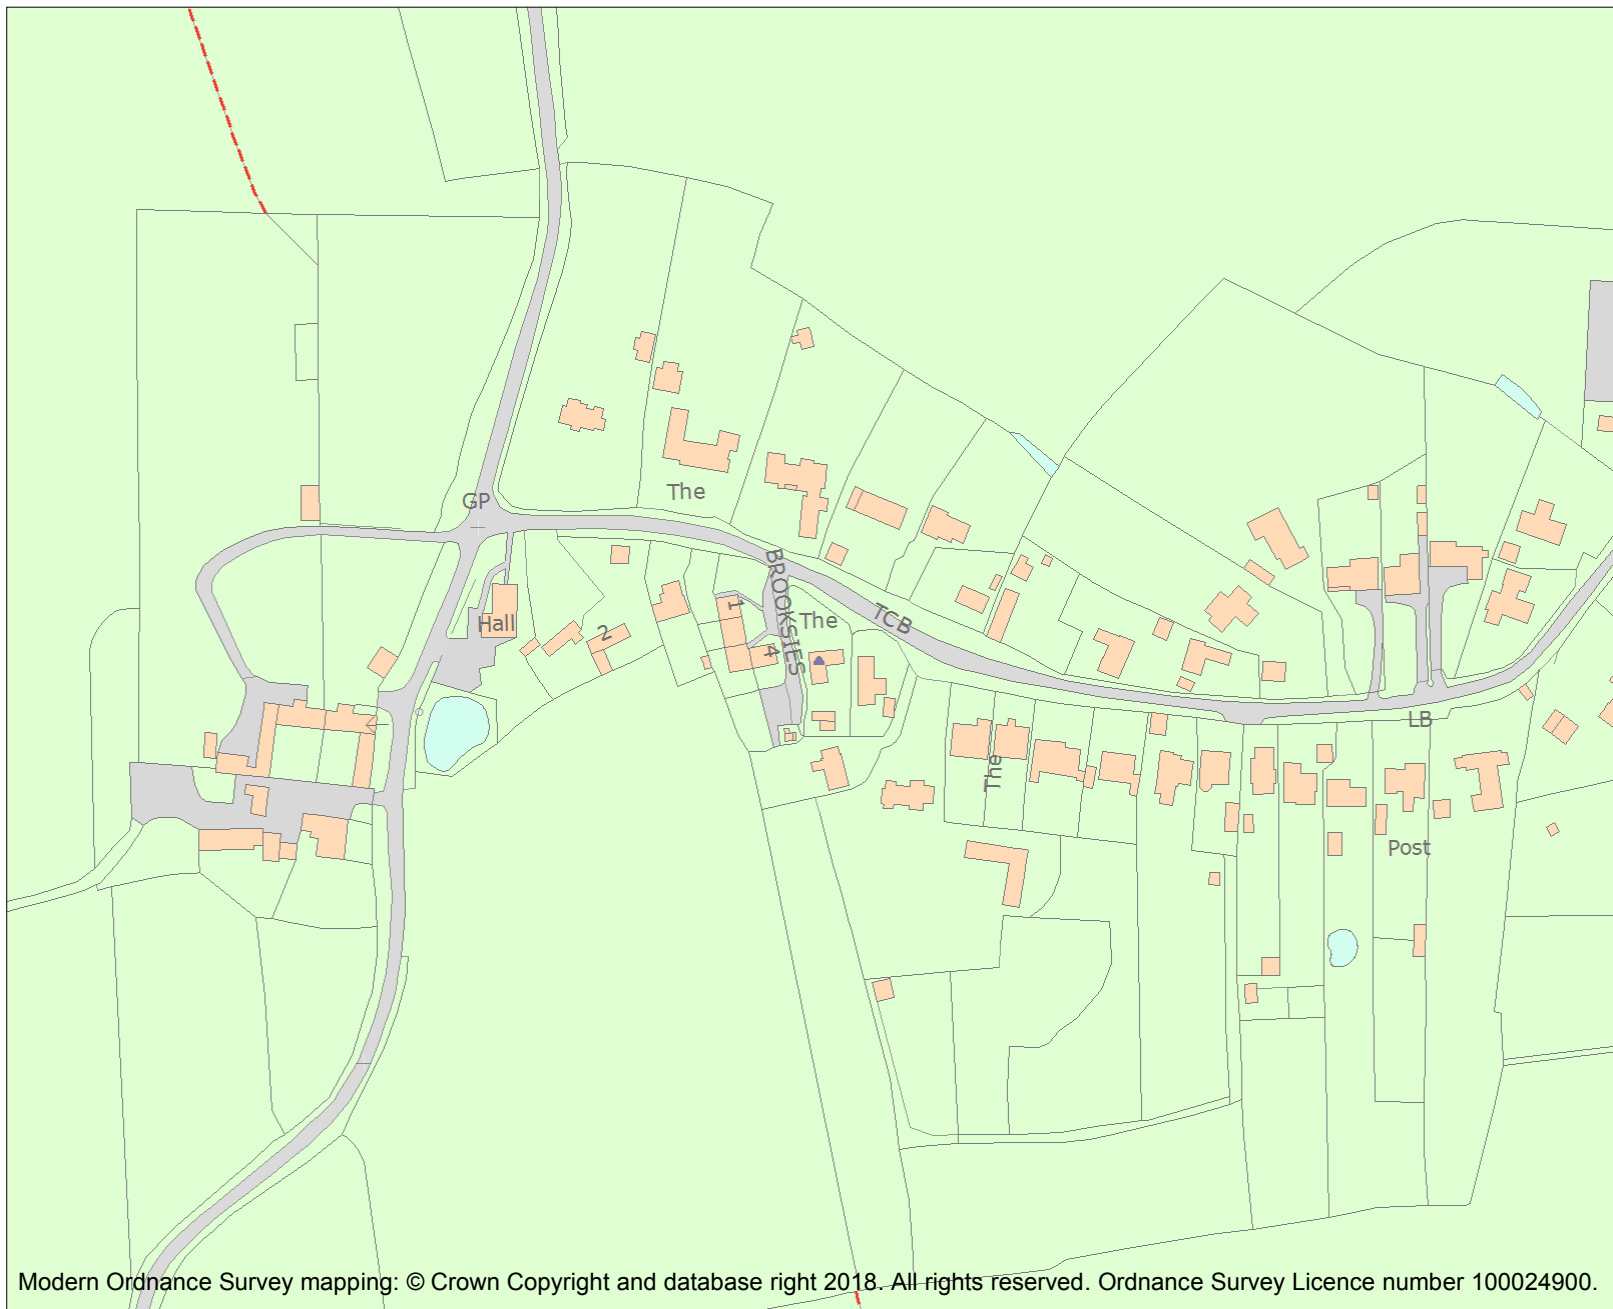 GP
The
BROOKSIES
TCB
1
The
Hall
2
4
LB
The
Post
Modern Ordnance Survey mapping: © Crown Copyright and database right 2018. All rights reserved. Ordnance Survey Licence number 100024900.